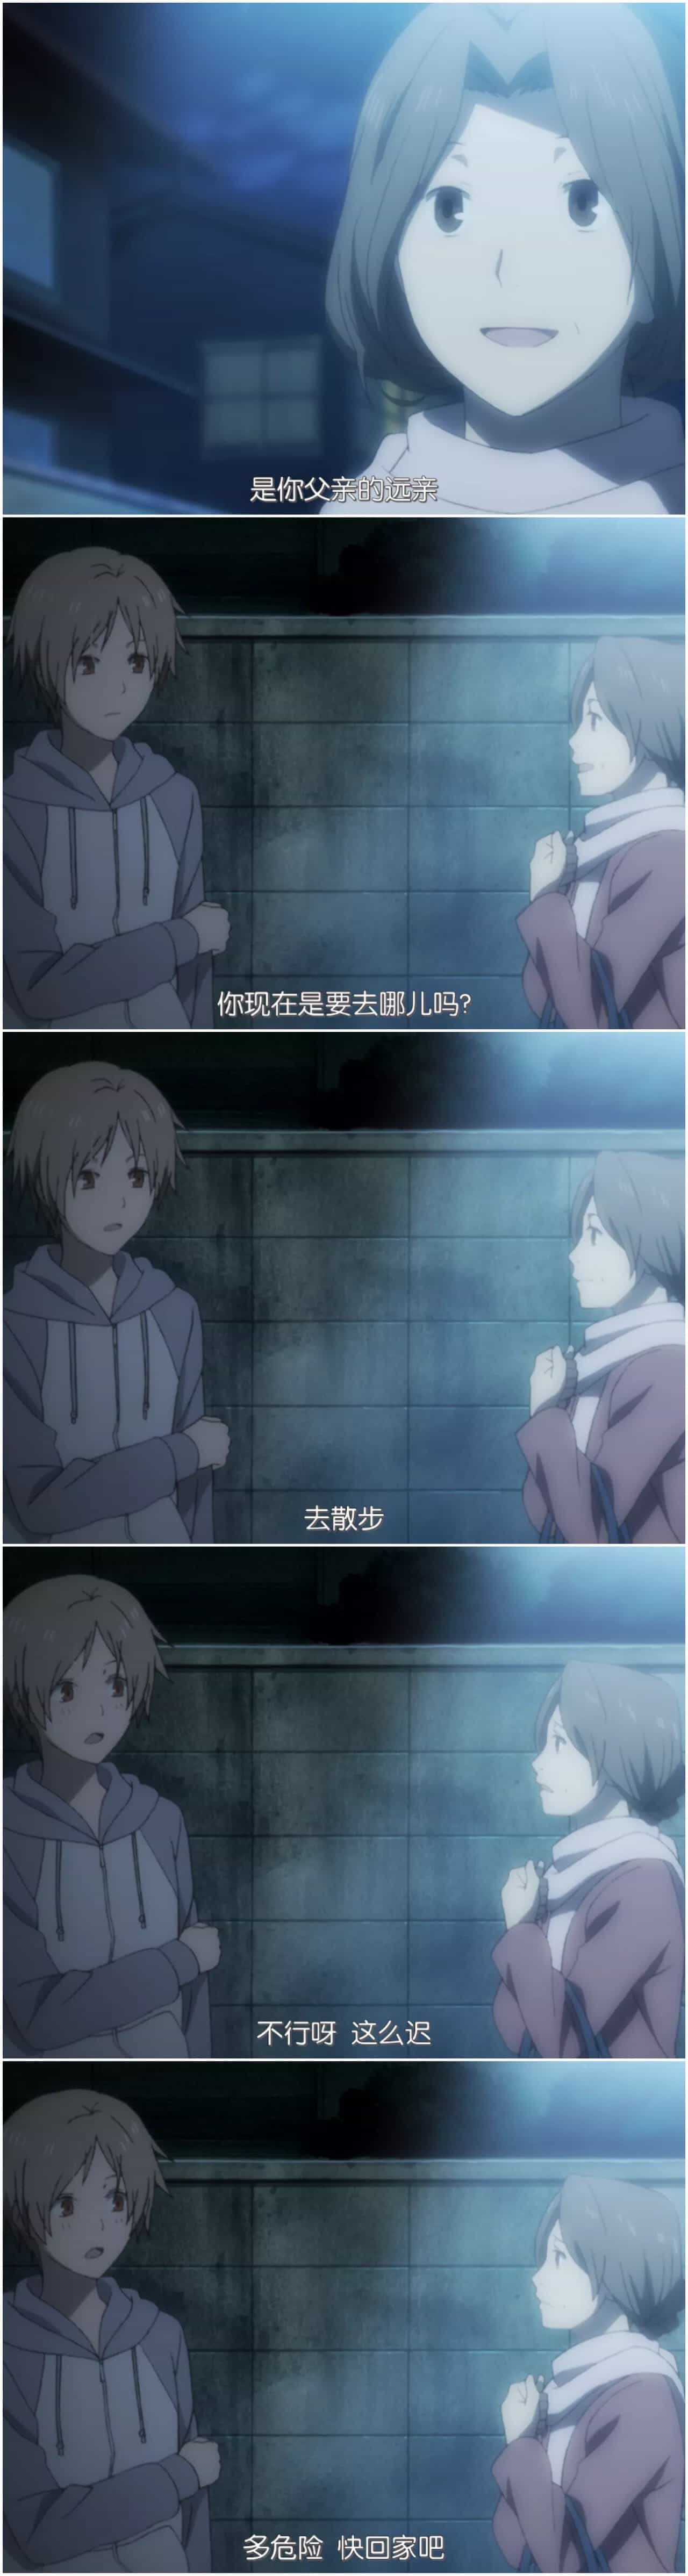 是你父亲的远亲
你现在是要去哪儿吗?
去散步
不行呀 这么迟
多危险 快回家吧